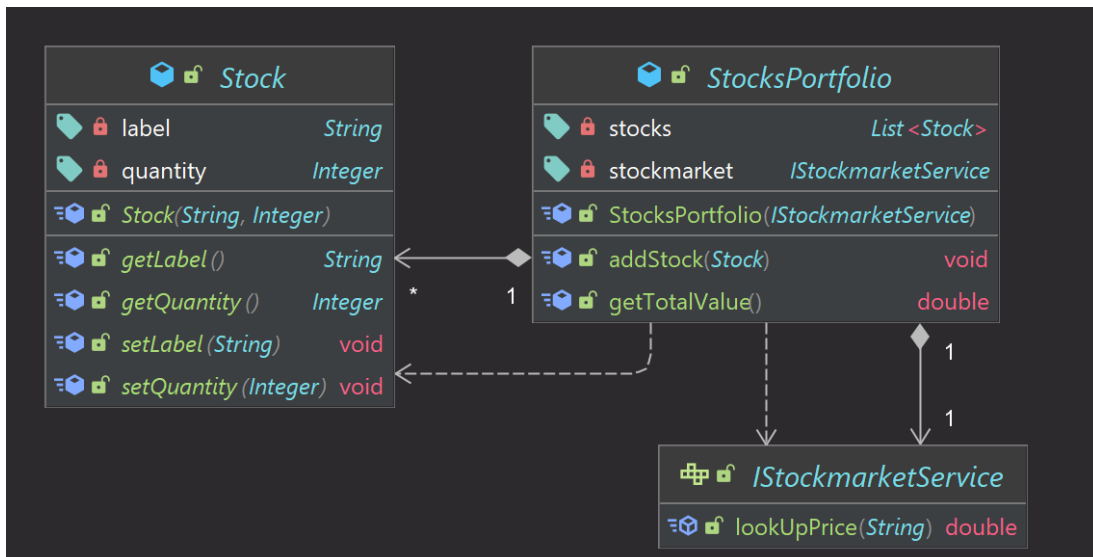 Stock
label String
quantity Integer
Stock(String, Integer)
getLabel() String
getQuantity() Integer
setLabel(String) void
setQuantity(Integer) void
StocksPortfolio
stocks List<Stock>
stockmarket IStockmarketService
StocksPortfolio(IStockmarketService)
addStock(Stock) void
getTotalValue() double
* 1
1
1
IStockmarketService
lookUpPrice(String) double